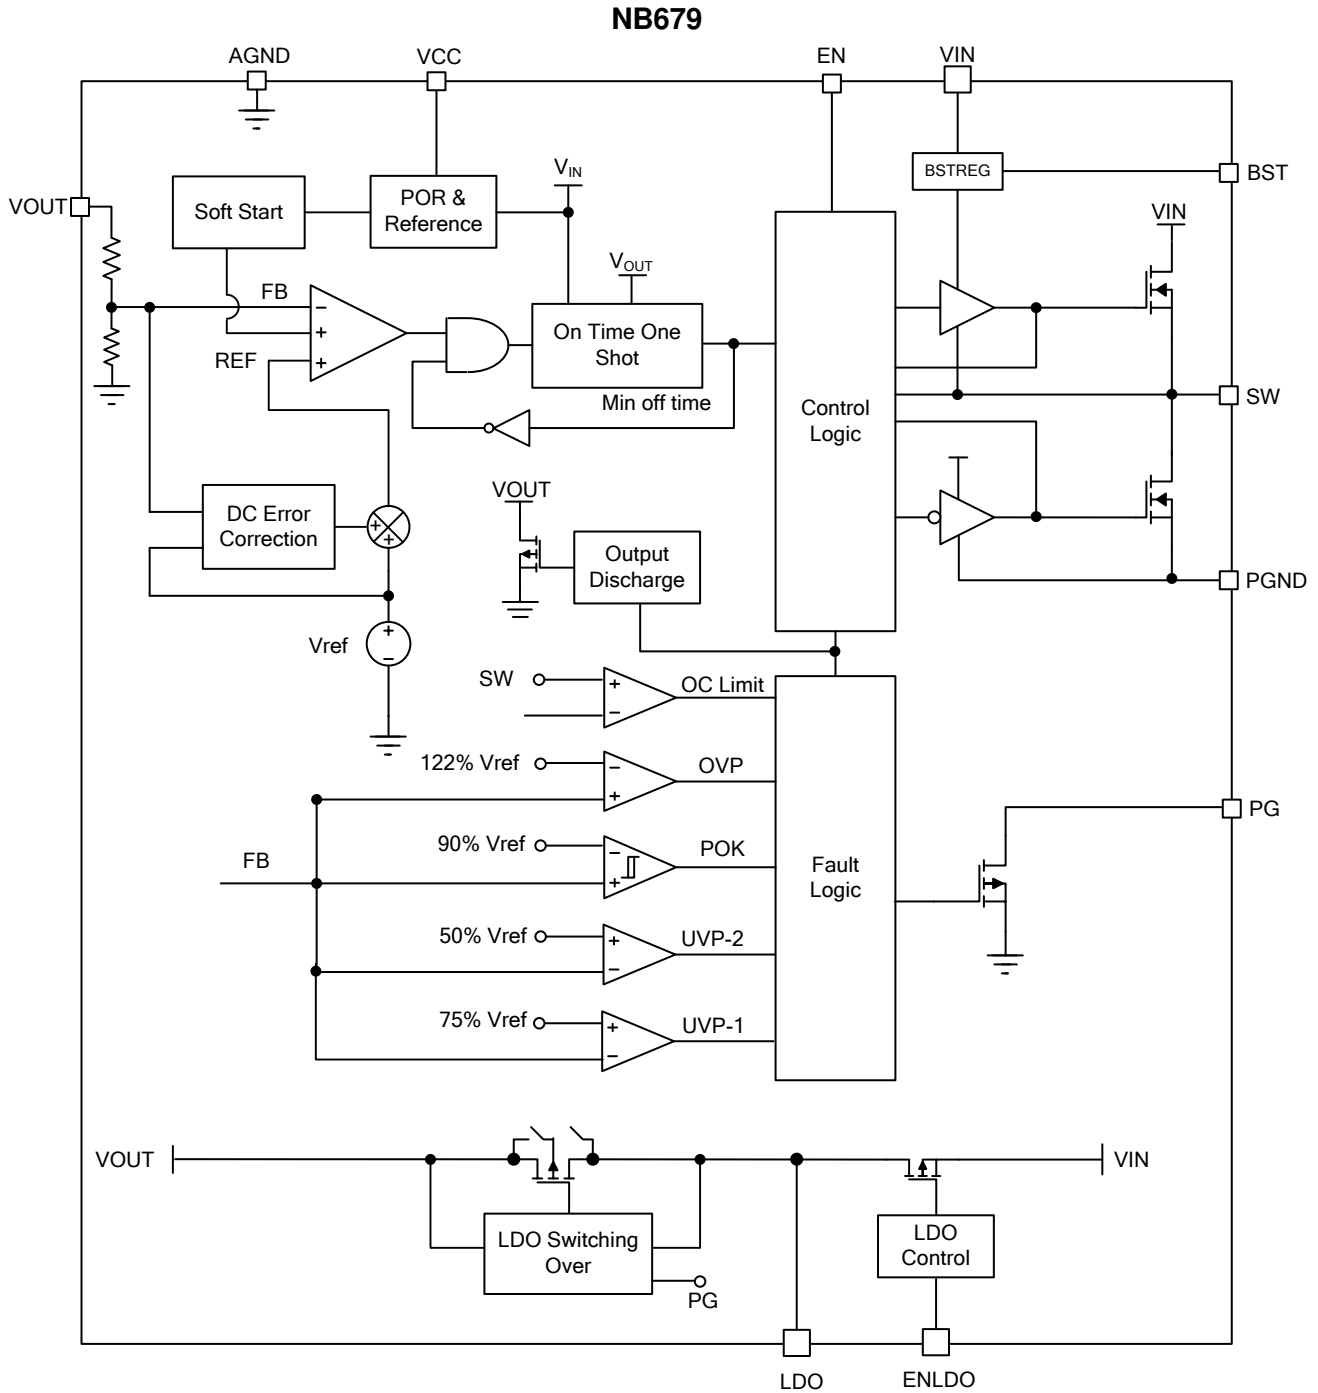 NB679
AGND
VCC
EN
VIN
BSTREG
BST
VIN
VOUT
Soft Start
POR &
Reference
VIN
VOUT
FB
−
+
REF
+
On Time One
Shot
Min off time
Control
Logic
SW
DC Error
Correction
+
+
VOUT
Output
Discharge
PGND
Vref
+
−
SW
+
−
OC Limit
122% Vref
−
+
OVP
90% Vref
−
+
POK
FB
50% Vref
+
−
UVP-2
75% Vref
+
−
UVP-1
Fault
Logic
PG
VOUT
VIN
LDO Switching
Over
PG
LDO
Control
LDO
ENLDO